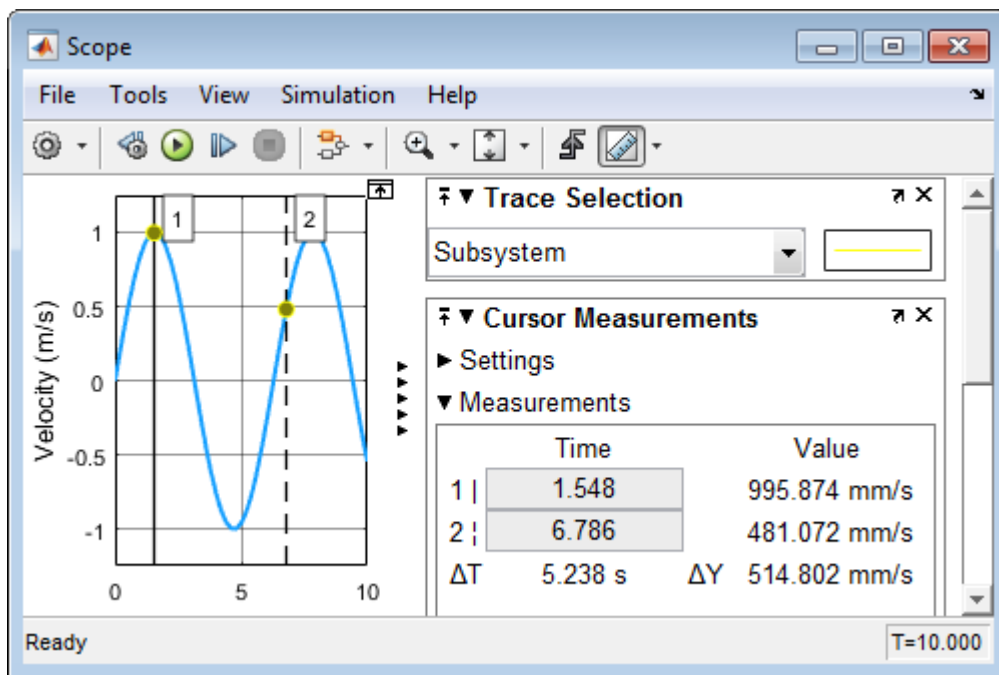 Scope
File Tools View Simulation Help
1 2
1
0.5
0
-0.5
-1
Velocity (m/s)
0 5 10
Trace Selection
Subsystem
Cursor Measurements
Settings
Measurements
Time Value
1 | 1.548 995.874 mm/s
2 ¦ 6.786 481.072 mm/s
ΔT 5.238 s ΔY 514.802 mm/s
Ready T=10.000